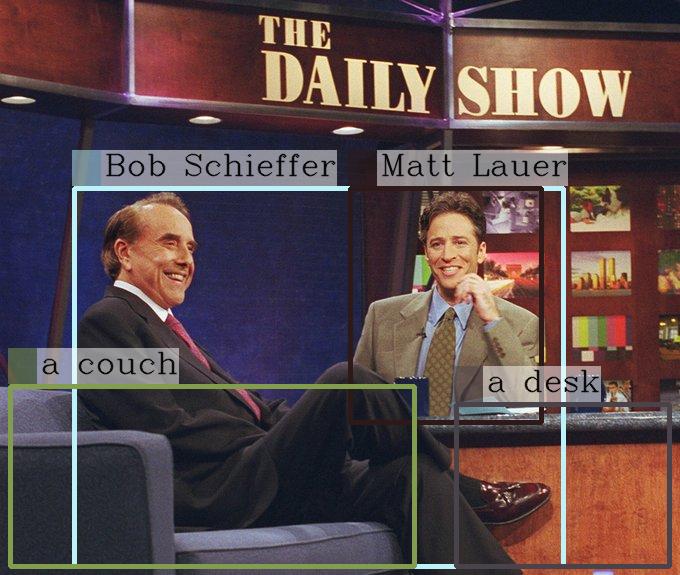 THE
DAILY SHOW
Bob Schieffer
Matt Lauer
a couch
a desk